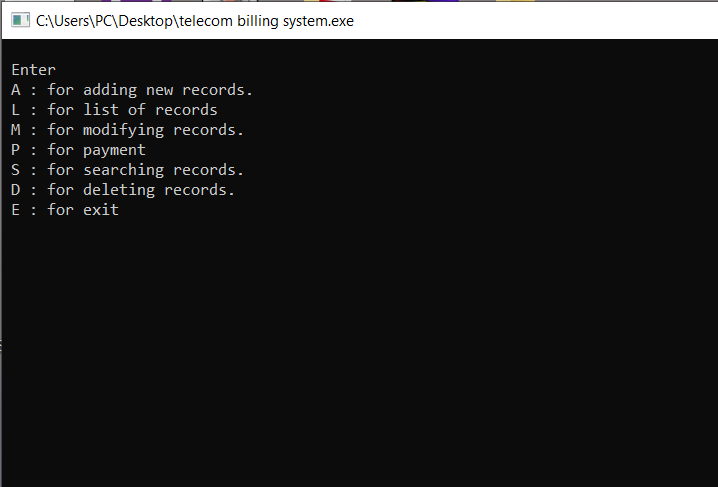 C:\Users\PC\Desktop\telecom billing system.exe
Enter
A : for adding new records.
L : for list of records
M : for modifying records.
P : for payment
S : for searching records.
D : for deleting records.
E : for exit